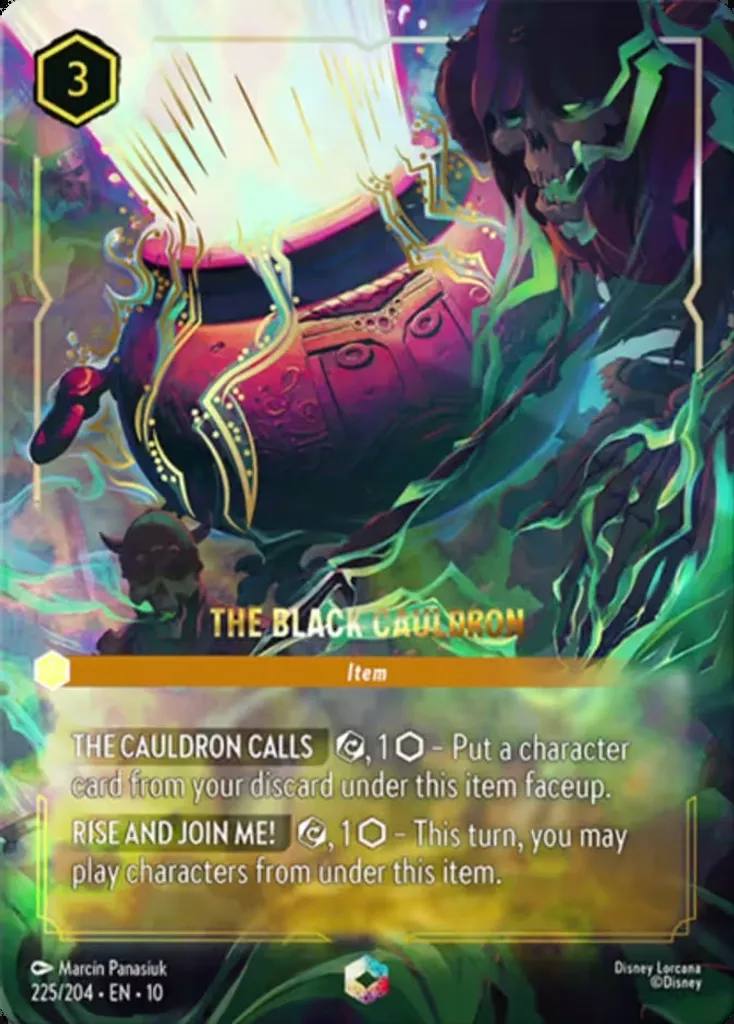 3
THE BLACK CAULDRON
Item
THE CAULDRON CALLS , 1 – Put a character
card from your discard under this item faceup.
RISE AND JOIN ME! , 1 – This turn, you may
play characters from under this item.
Marcin Panasiuk
Disney Lorcana
225/204 • EN • 10
©Disney